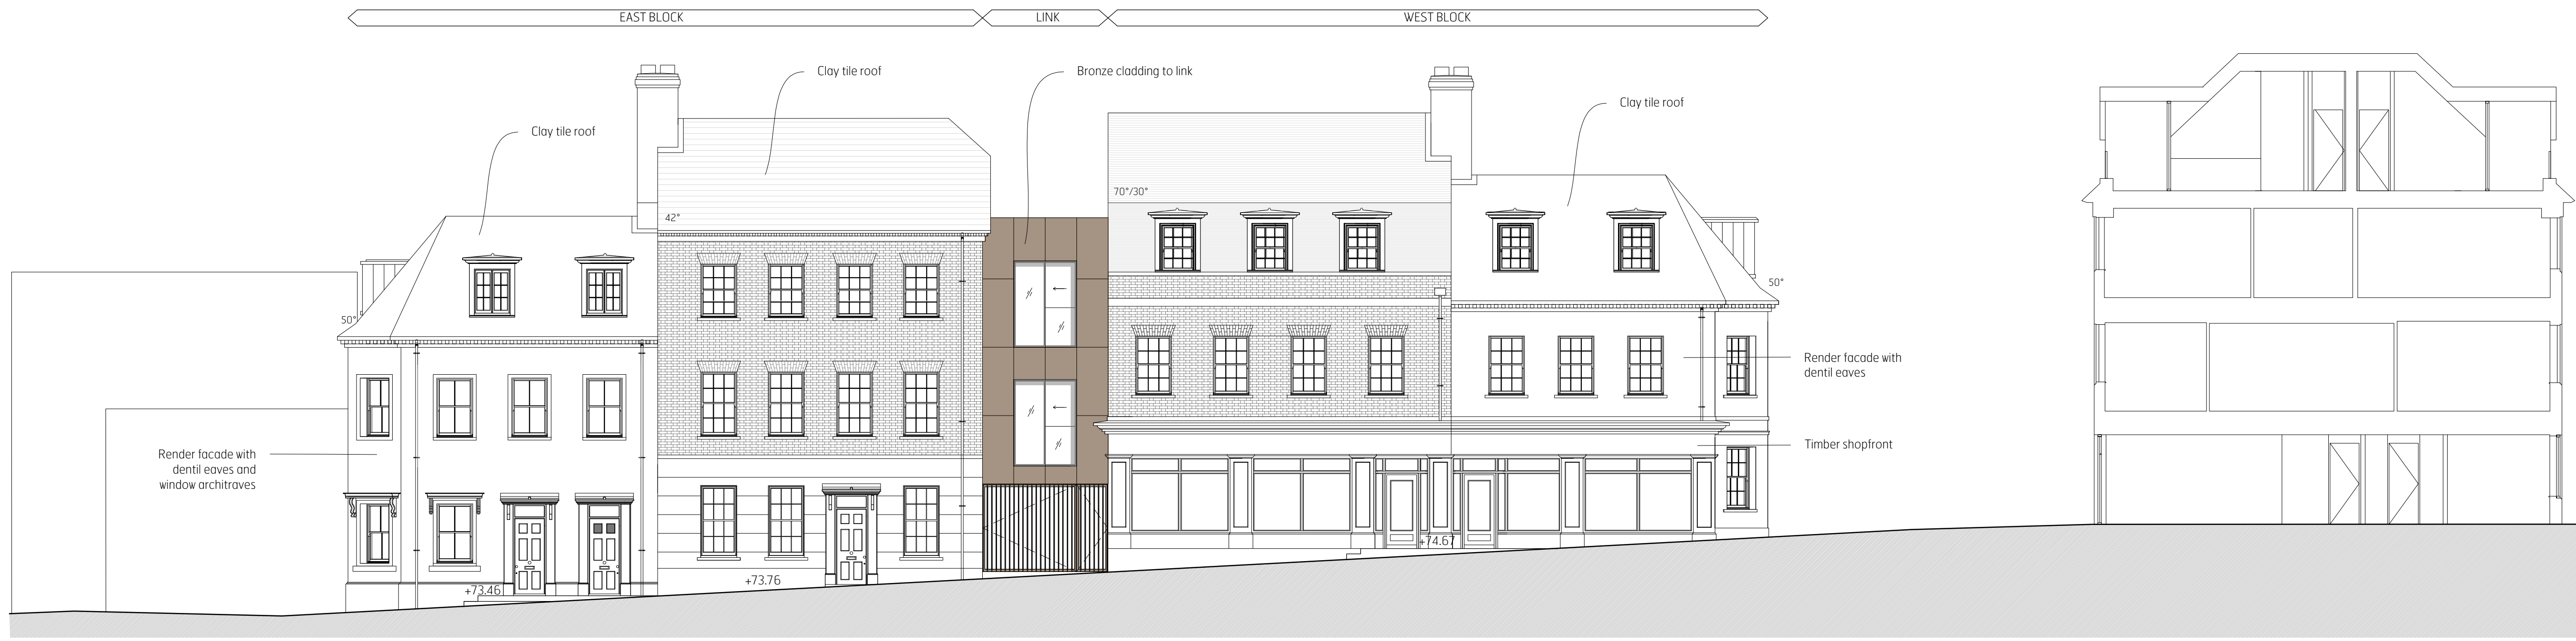 EAST BLOCK
LINK
WEST BLOCK
Clay tile roof
Bronze cladding to link
Clay tile roof
Clay tile roof
70°/30°
42°
50°
50°
Render facade with
dentil eaves
Timber shopfront
Render facade with
dentil eaves and
window architraves
+74.67
+73.76
+73.46